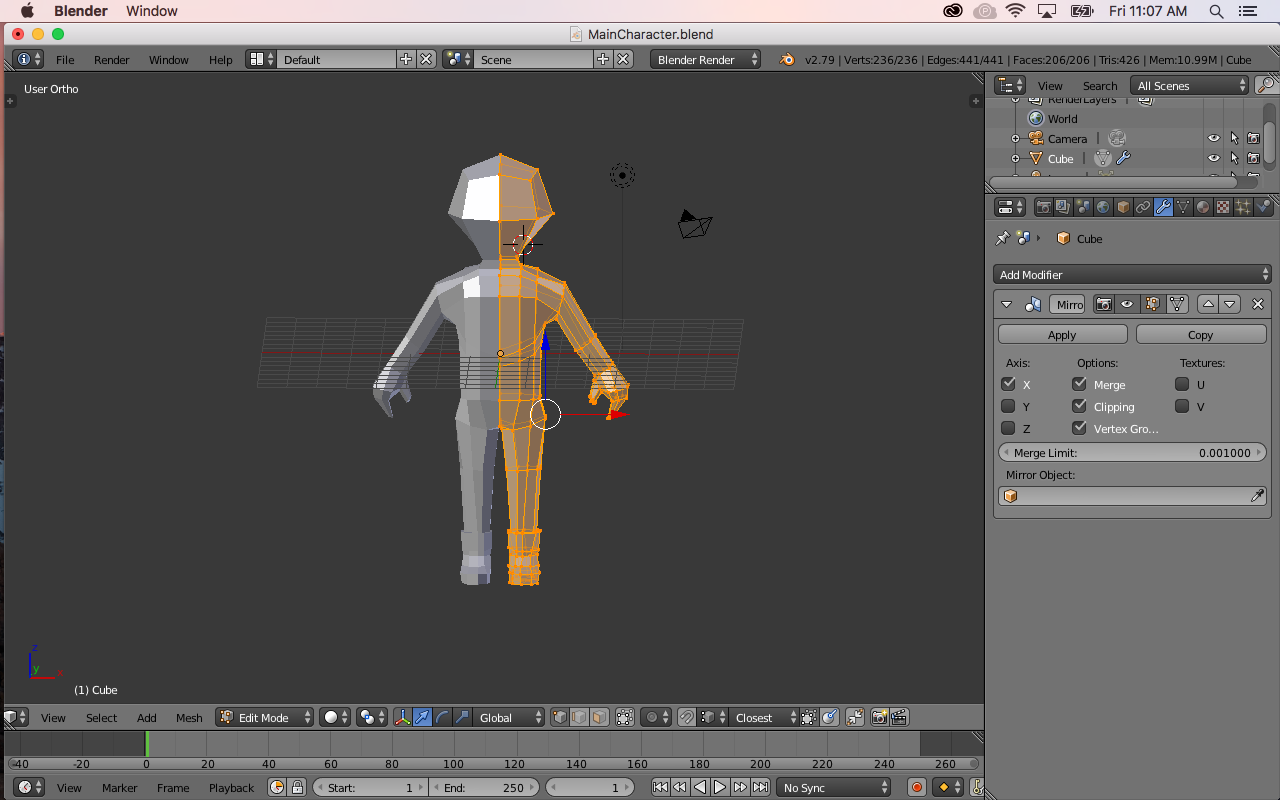 Blender Window Fri 11:07 AM
MainCharacter.blend
File Render Window Help Default Scene Blender Render v2.79 | Verts:236/236 | Edges:441/441 | Faces:206/206 | Tris:426 | Mem:10.99M | Cube
User Ortho
View Search All Scenes
RenderLayers
World
Camera
Cube
Cube
Add Modifier
Mirro
Apply Copy
Axis: Options: Textures:
X Merge U
Y Clipping V
Z Vertex Gro...
Merge Limit: 0.001000
Mirror Object:
z
y
x
(1) Cube
View Select Add Mesh Edit Mode Global Closest
-40 -20 0 20 40 60 80 100 120 140 160 180 200 220 240 260
View Marker Frame Playback Start: 1 End: 250 1 No Sync